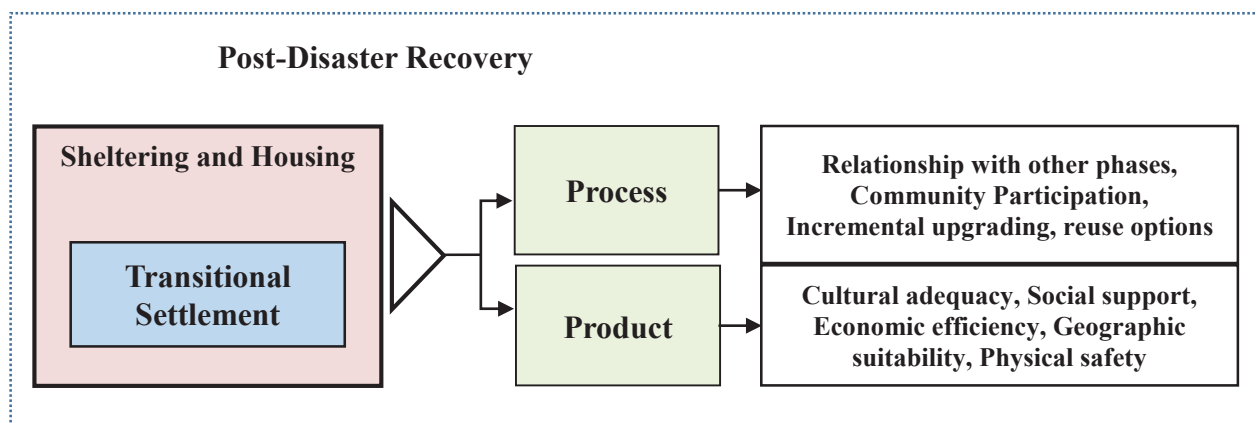 Post-Disaster Recovery
Sheltering and Housing
Transitional
Settlement
Process
Relationship with other phases,
Community Participation,
Incremental upgrading, reuse options
Product
Cultural adequacy, Social support,
Economic efficiency, Geographic
suitability, Physical safety